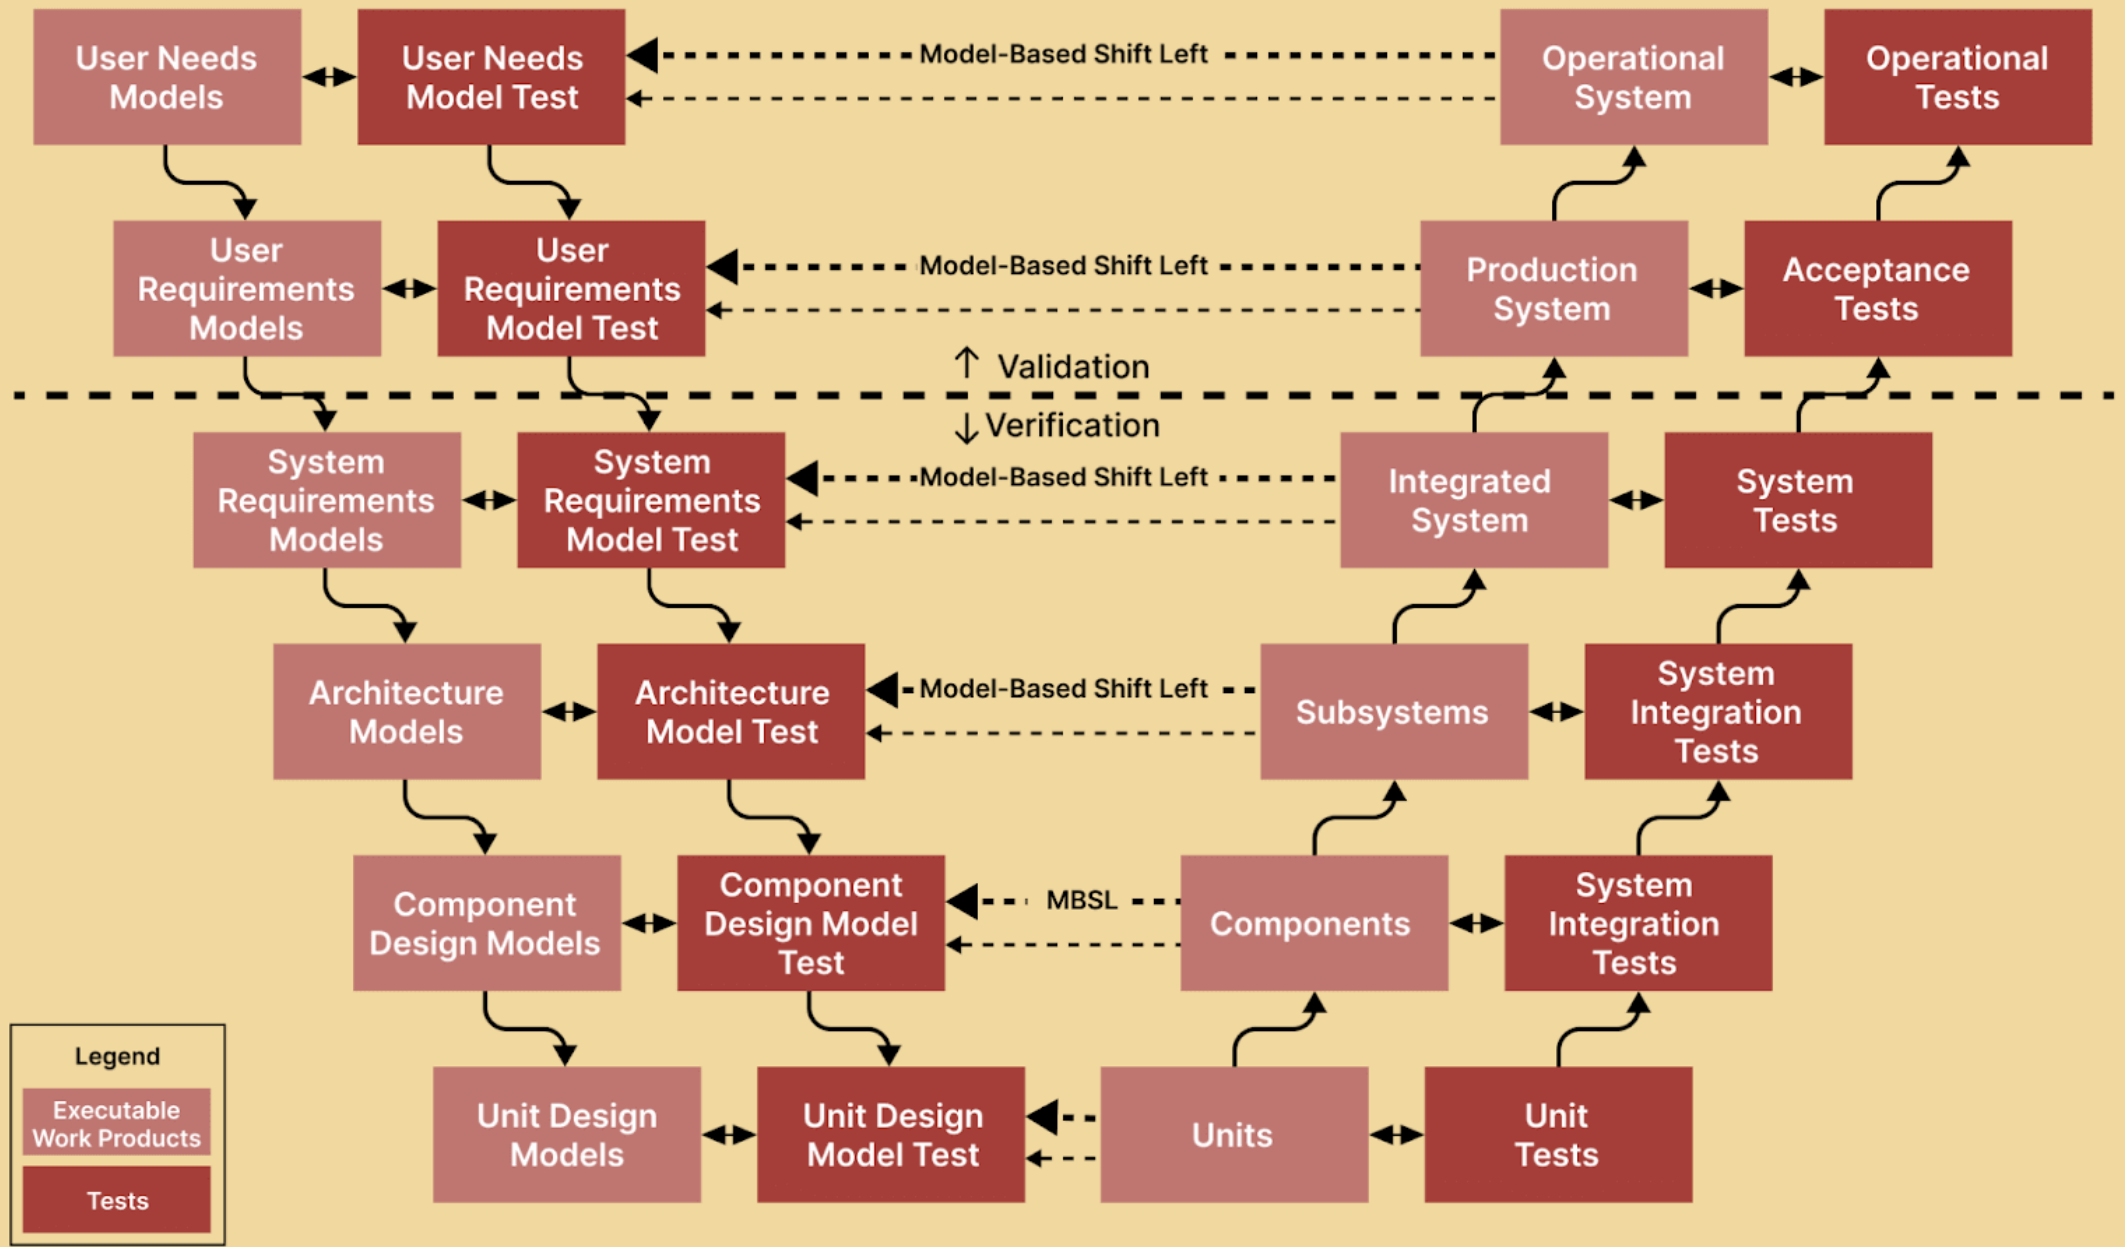 User Needs
Models
User Needs
Model Test
Model-Based Shift Left
Operational
System
Operational
Tests
User
Requirements
Models
User
Requirements
Model Test
Model-Based Shift Left
Production
System
Acceptance
Tests
↑ Validation
↓ Verification
System
Requirements
Models
System
Requirements
Model Test
Model-Based Shift Left
Integrated
System
System
Tests
Architecture
Models
Architecture
Model Test
Model-Based Shift Left
Subsystems
System
Integration
Tests
Component
Design Models
Component
Design Model
Test
MBSL
Components
System
Integration
Tests
Unit Design
Models
Unit Design
Model Test
Units
Unit
Tests
Legend
Executable
Work Products
Tests